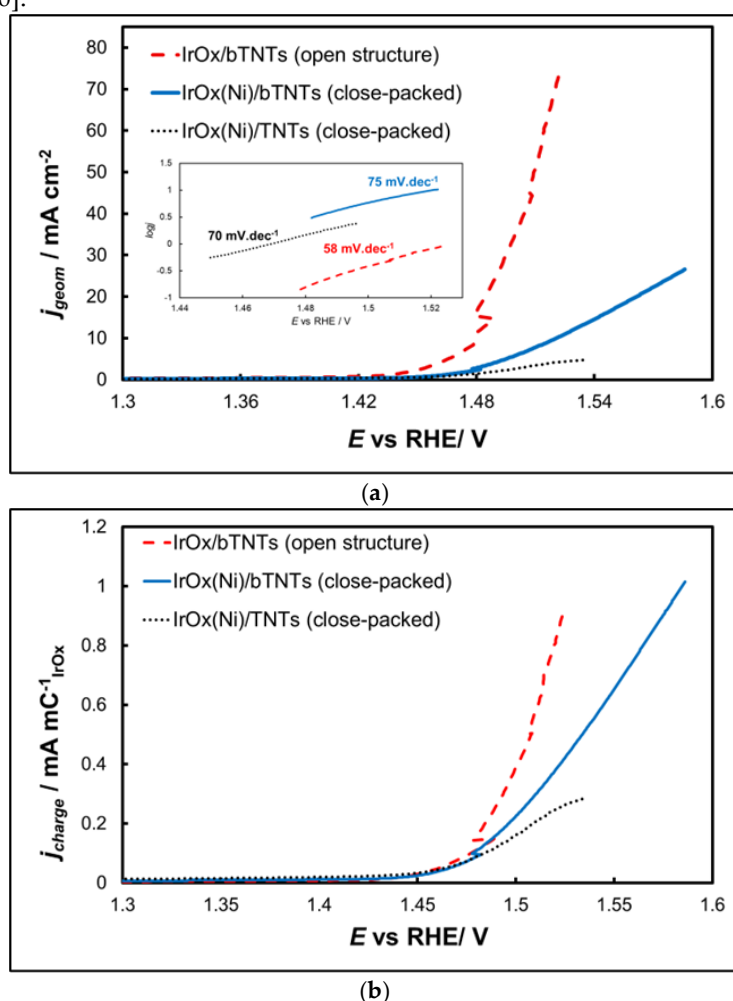 6].
80
70
60
50
40
30
20
10
0
j_geom / mA cm⁻²
IrOx/bTNTs (open structure)
IrOx(Ni)/bTNTs (close-packed)
IrOx(Ni)/TNTs (close-packed)
1.5
1
0.5
0
-0.5
-1
logj
75 mV.dec⁻¹
70 mV.dec⁻¹
58 mV.dec⁻¹
1.44
1.46
1.48
1.5
1.52
E vs RHE / V
1.3
1.36
1.42
1.48
1.54
1.6
E vs RHE/ V
(a)
1.2
1
0.8
0.6
0.4
0.2
0
j_charge / mA mC⁻¹_IrOx
IrOx/bTNTs (open structure)
IrOx(Ni)/bTNTs (close-packed)
IrOx(Ni)/TNTs (close-packed)
1.3
1.35
1.4
1.45
1.5
1.55
1.6
E vs RHE/ V
(b)